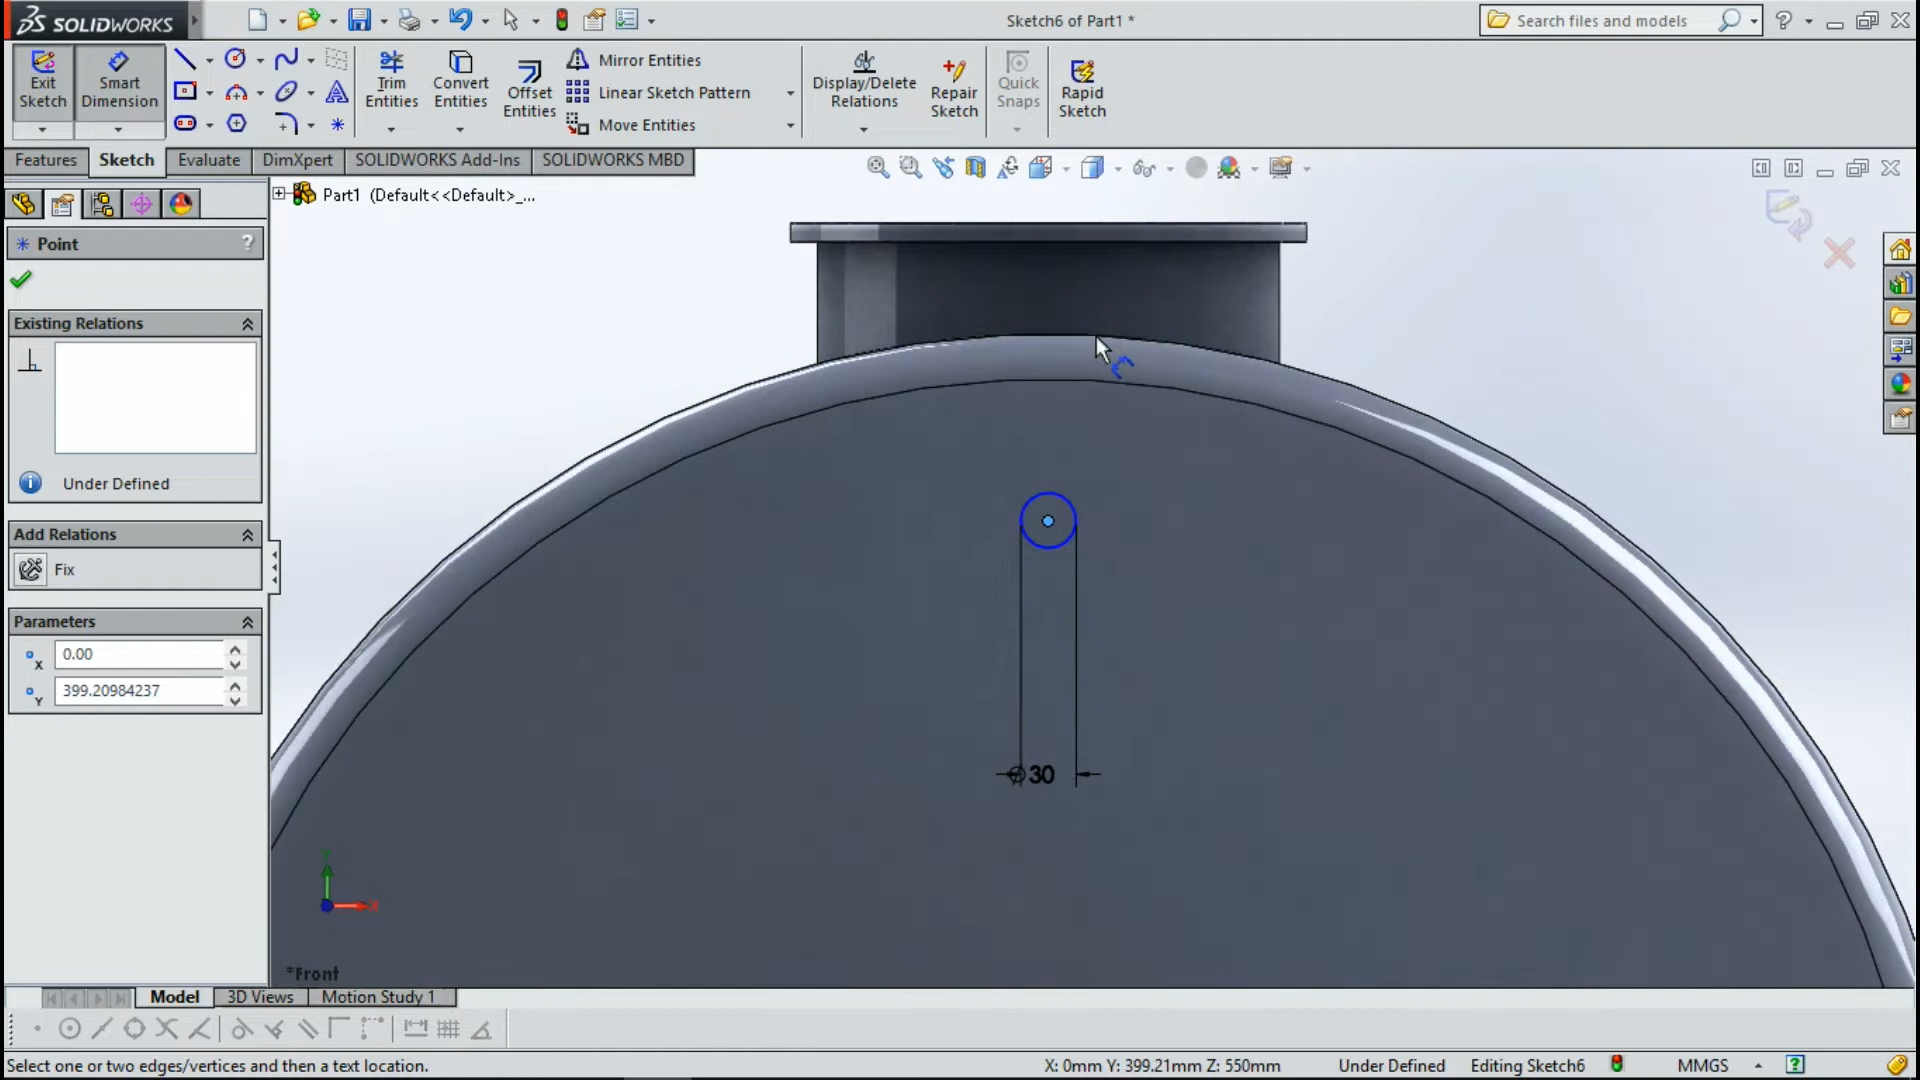 SOLIDWORKS
Sketch6 of Part1 *
Search files and models
Exit Sketch
Smart Dimension
Trim Entities
Convert Entities
Offset Entities
Mirror Entities
Linear Sketch Pattern
Move Entities
Display/Delete Relations
Repair Sketch
Quick Snaps
Rapid Sketch
Features
Sketch
Evaluate
DimXpert
SOLIDWORKS Add-Ins
SOLIDWORKS MBD
Part1 (Default<<Default>_...
Point
?
Existing Relations
Under Defined
Add Relations
Fix
Parameters
X 0.00
Y 399.20984237
⌀30
Y
X
*Front
Model
3D Views
Motion Study 1
Select one or two edges/vertices and then a text location.
X: 0mm Y: 399.21mm Z: 550mm
Under Defined
Editing Sketch6
MMGS
?